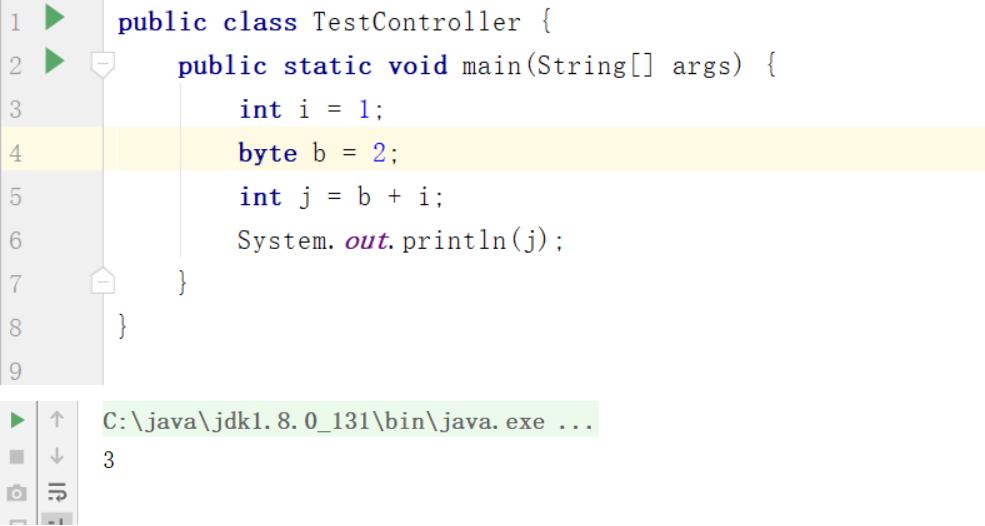 1 public class TestController {
2 public static void main(String[] args) {
3 int i = 1;
4 byte b = 2;
5 int j = b + i;
6 System.out.println(j);
7 }
8 }
9
C:\java\jdk1.8.0_131\bin\java.exe ...
3